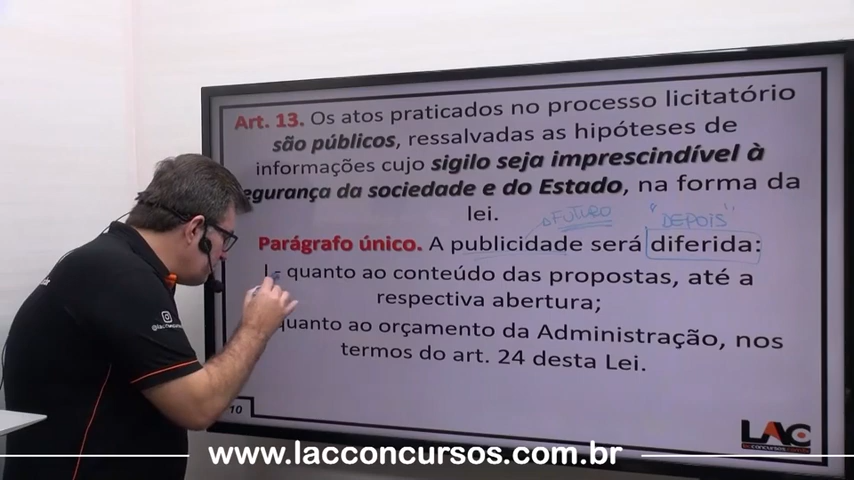 Art. 13. Os atos praticados no processo licitatório
são públicos, ressalvadas as hipóteses de
informações cujo sigilo seja imprescindível à
egurança da sociedade e do Estado, na forma da
lei.
FUTURO
"DEPOIS"
Parágrafo único. A publicidade será diferida:
I - quanto ao conteúdo das propostas, até a
respectiva abertura;
quanto ao orçamento da Administração, nos
termos do art. 24 desta Lei.
10
LAC
www.lacconcursos.com.br